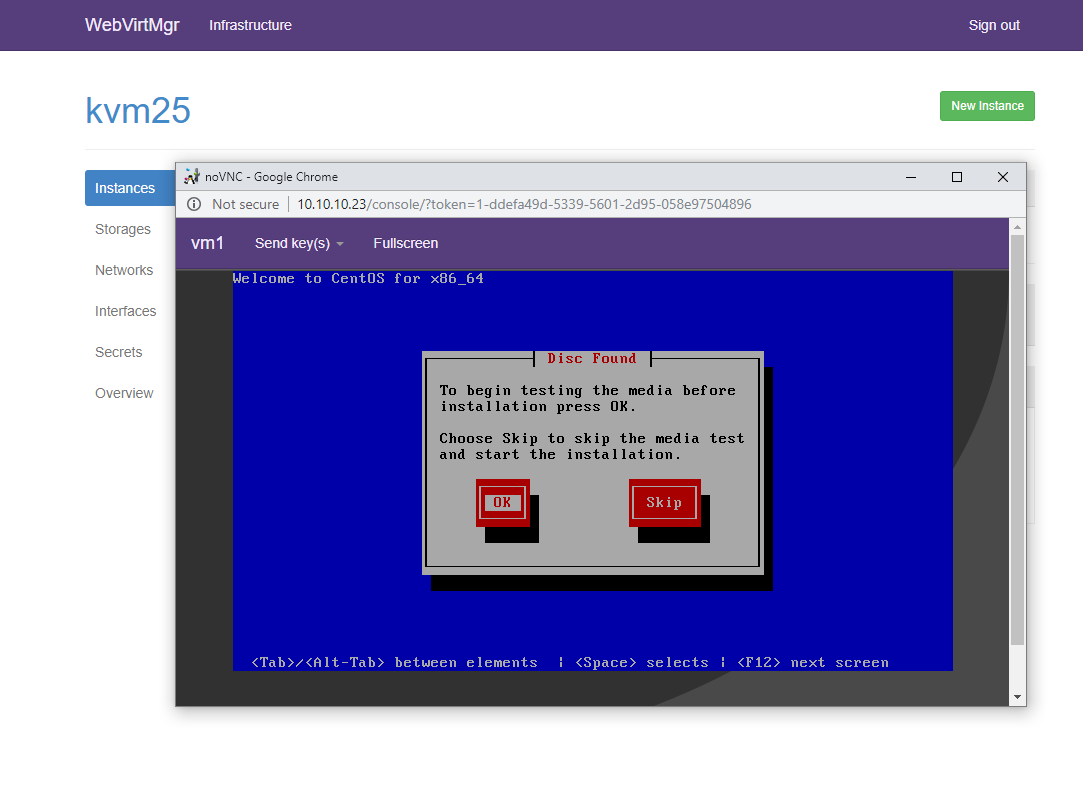 WebVirtMgr Infrastructure Sign out
kvm25
New Instance
Instances
Storages
Networks
Interfaces
Secrets
Overview
noVNC - Google Chrome
Not secure 10.10.10.23/console/?token=1-ddefa49d-5339-5601-2d95-058e97504896
vm1 Send key(s) Fullscreen
Welcome to CentOS for x86_64
Disc Found
To begin testing the media before
installation press OK.
Choose Skip to skip the media test
and start the installation.
OK Skip
<Tab>/<Alt-Tab> between elements | <Space> selects | <F12> next screen